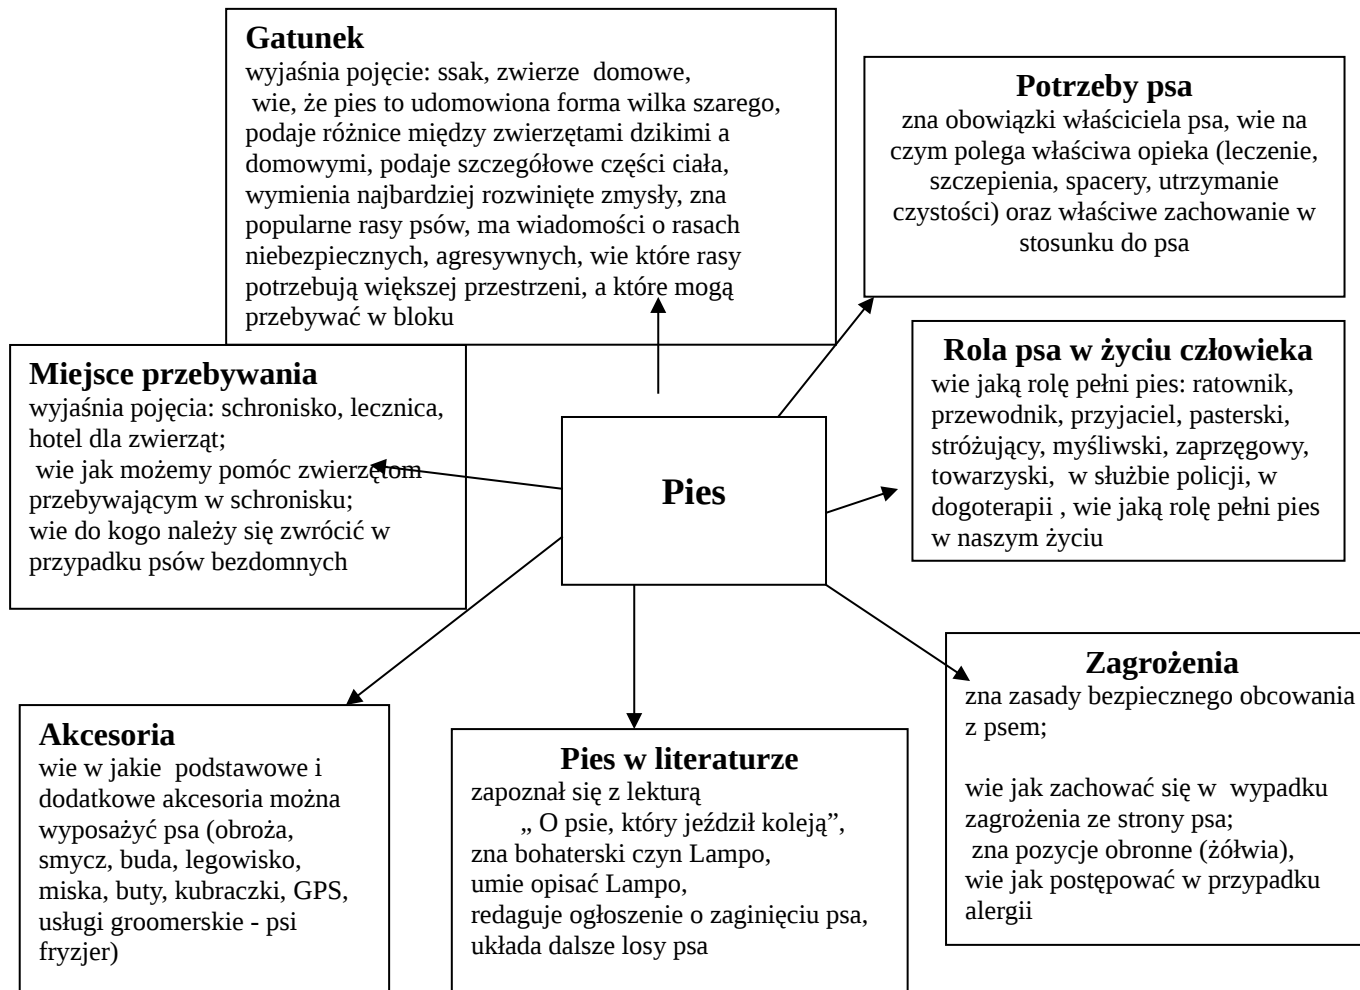 Gatunek
wyjaśnia pojęcie: ssak, zwierze  domowe,
wie, że pies to udomowiona forma wilka szarego,
podaje różnice między zwierzętami dzikimi a
domowymi, podaje szczegółowe części ciała,
wymienia najbardziej rozwinięte zmysły, zna
popularne rasy psów, ma wiadomości o rasach
niebezpiecznych, agresywnych, wie które rasy
potrzebują większej przestrzeni, a które mogą
przebywać w bloku
Potrzeby psa
zna obowiązki właściciela psa, wie na
czym polega właściwa opieka (leczenie,
szczepienia, spacery, utrzymanie
czystości) oraz właściwe zachowanie w
stosunku do psa
Miejsce przebywania
wyjaśnia pojęcia: schronisko, lecznica,
hotel dla zwierząt;
wie jak możemy pomóc zwierzętom
przebywającym w schronisku;
wie do kogo należy się zwrócić w
przypadku psów bezdomnych
Pies
Rola psa w życiu człowieka
wie jaką rolę pełni pies: ratownik,
przewodnik, przyjaciel, pasterski,
stróżujący, myśliwski, zaprzęgowy,
towarzyski,  w służbie policji, w
dogoterapii , wie jaką rolę pełni pies
w naszym życiu
Akcesoria
wie w jakie  podstawowe i
dodatkowe akcesoria można
wyposażyć psa (obroża,
smycz, buda, legowisko,
miska, buty, kubraczki, GPS,
usługi groomerskie - psi
fryzjer)
Pies w literaturze
zapoznał się z lekturą
„ O psie, który jeździł koleją”,
zna bohaterski czyn Lampo,
umie opisać Lampo,
redaguje ogłoszenie o zaginięciu psa,
układa dalsze losy psa
Zagrożenia
zna zasady bezpiecznego obcowania
z psem;
wie jak zachować się w  wypadku
zagrożenia ze strony psa;
zna pozycje obronne (żółwia),
wie jak postępować w przypadku
alergii